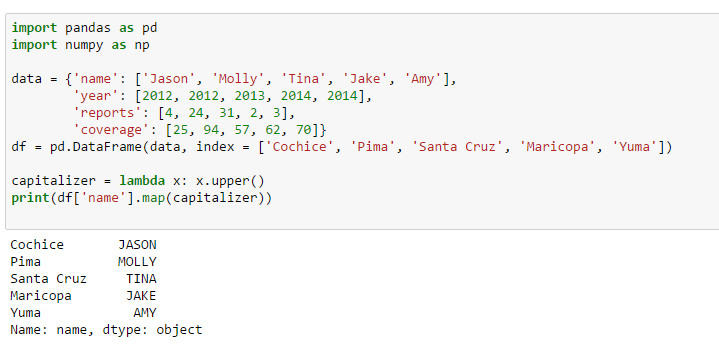 import pandas as pd
import numpy as np
data = {'name': ['Jason', 'Molly', 'Tina', 'Jake', 'Amy'],
'year': [2012, 2012, 2013, 2014, 2014],
'reports': [4, 24, 31, 2, 3],
'coverage': [25, 94, 57, 62, 70]}
df = pd.DataFrame(data, index = ['Cochice', 'Pima', 'Santa Cruz', 'Maricopa', 'Yuma'])
capitalizer = lambda x: x.upper()
print(df['name'].map(capitalizer))
Cochice JASON
Pima MOLLY
Santa Cruz TINA
Maricopa JAKE
Yuma AMY
Name: name, dtype: object